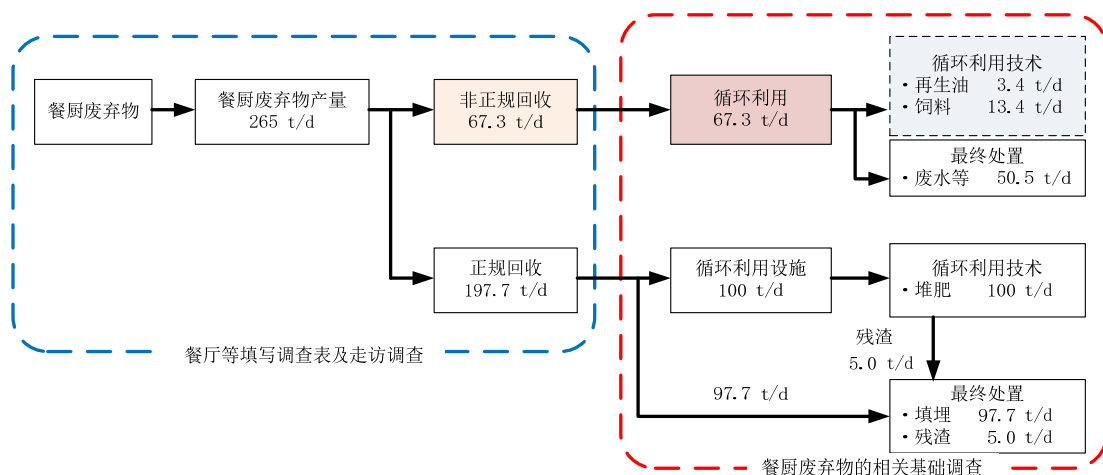 餐厨废弃物
餐厨废弃物产量
265 t/d
非正规回收
67.3 t/d
循环利用
67.3 t/d
循环利用技术
·再生油 3.4 t/d
·饲料 13.4 t/d
最终处置
·废水等 50.5 t/d
正规回收
197.7 t/d
循环利用设施
100 t/d
循环利用技术
·堆肥 100 t/d
残渣
5.0 t/d
97.7 t/d
最终处置
·填埋 97.7 t/d
·残渣 5.0 t/d
餐厅等填写调查表及走访调查
餐厨废弃物的相关基础调查